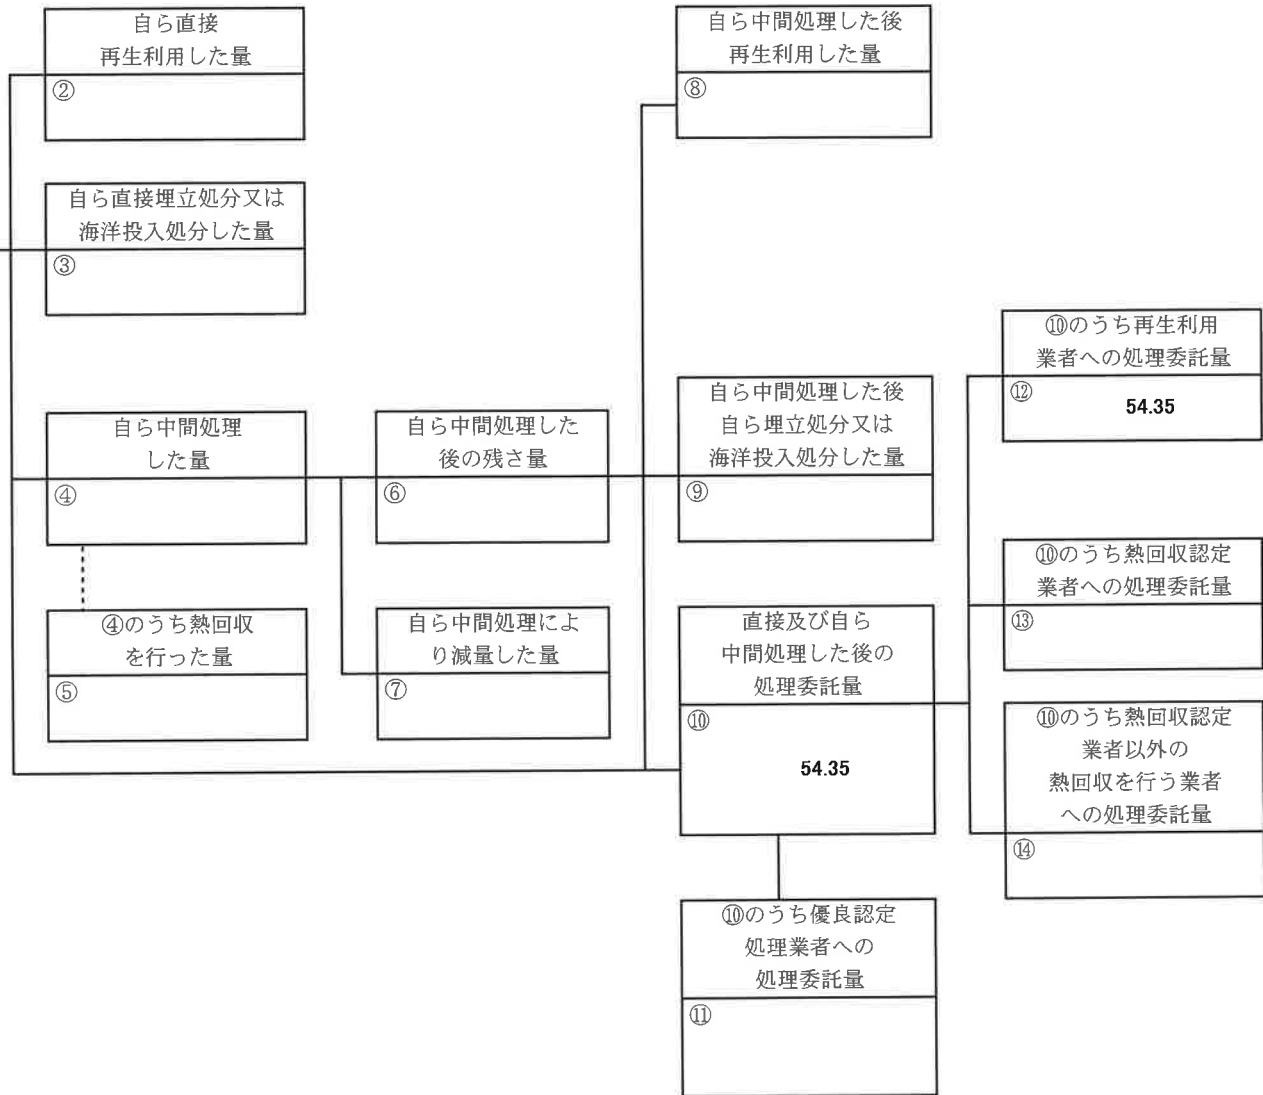 自ら直接
再生利用した量
②
自ら直接埋立処分又は
海洋投入処分した量
③
自ら中間処理
した量
④
④のうち熱回収
を行った量
⑤
自ら中間処理した
後の残さ量
⑥
自ら中間処理によ
り減量した量
⑦
自ら中間処理した後
再生利用した量
⑧
自ら中間処理した後
自ら埋立処分又は
海洋投入処分した量
⑨
直接及び自ら
中間処理した後の
処理委託量
⑩
54.35
⑩のうち優良認定
処理業者への
処理委託量
⑪
⑩のうち再生利用
業者への処理委託量
⑫
54.35
⑩のうち熱回収認定
業者への処理委託量
⑬
⑩のうち熱回収認定
業者以外の
熱回収を行う業者
への処理委託量
⑭